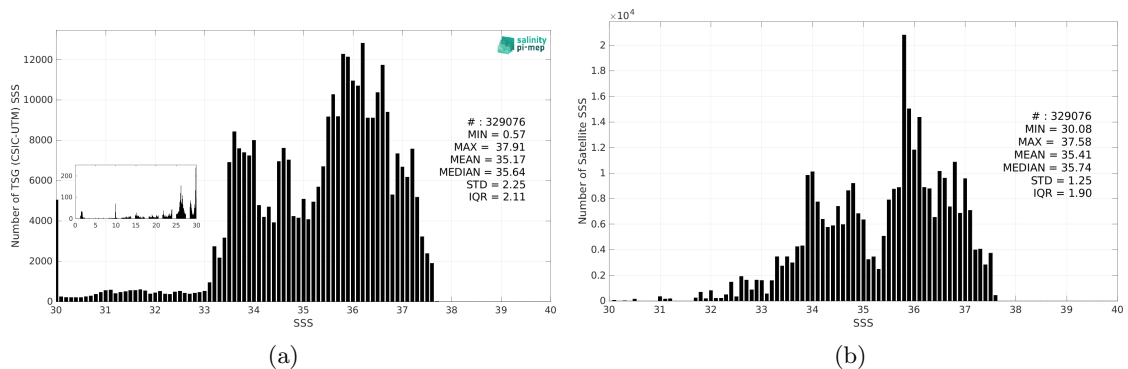 salinity
pi-mep
Number of TSG (CSIC-UTM) SSS
12000
10000
8000
6000
4000
2000
0
# : 329076
MIN = 0.57
MAX = 37.91
MEAN = 35.17
MEDIAN = 35.64
STD = 2.25
IQR = 2.11
200
100
0
0 5 10 15 20 25 30
30 31 32 33 34 35 36 37 38 39 40
SSS
(a)
×10⁴
Number of Satellite SSS
2
1.8
1.6
1.4
1.2
1
0.8
0.6
0.4
0.2
0
# : 329076
MIN = 30.08
MAX = 37.58
MEAN = 35.41
MEDIAN = 35.74
STD = 1.25
IQR = 1.90
30 31 32 33 34 35 36 37 38 39 40
SSS
(b)